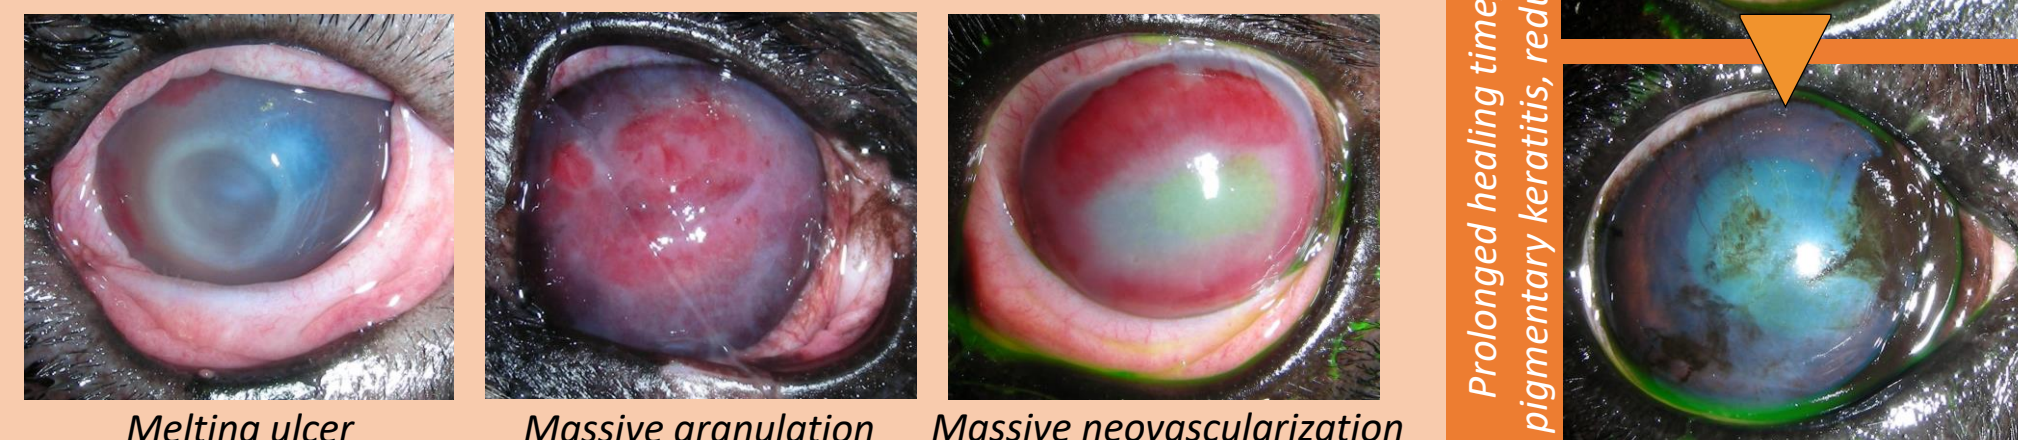 Melting ulcer
Massive granulation
Massive neovascularization
Prolonged healing time
pigmentary keratitis,